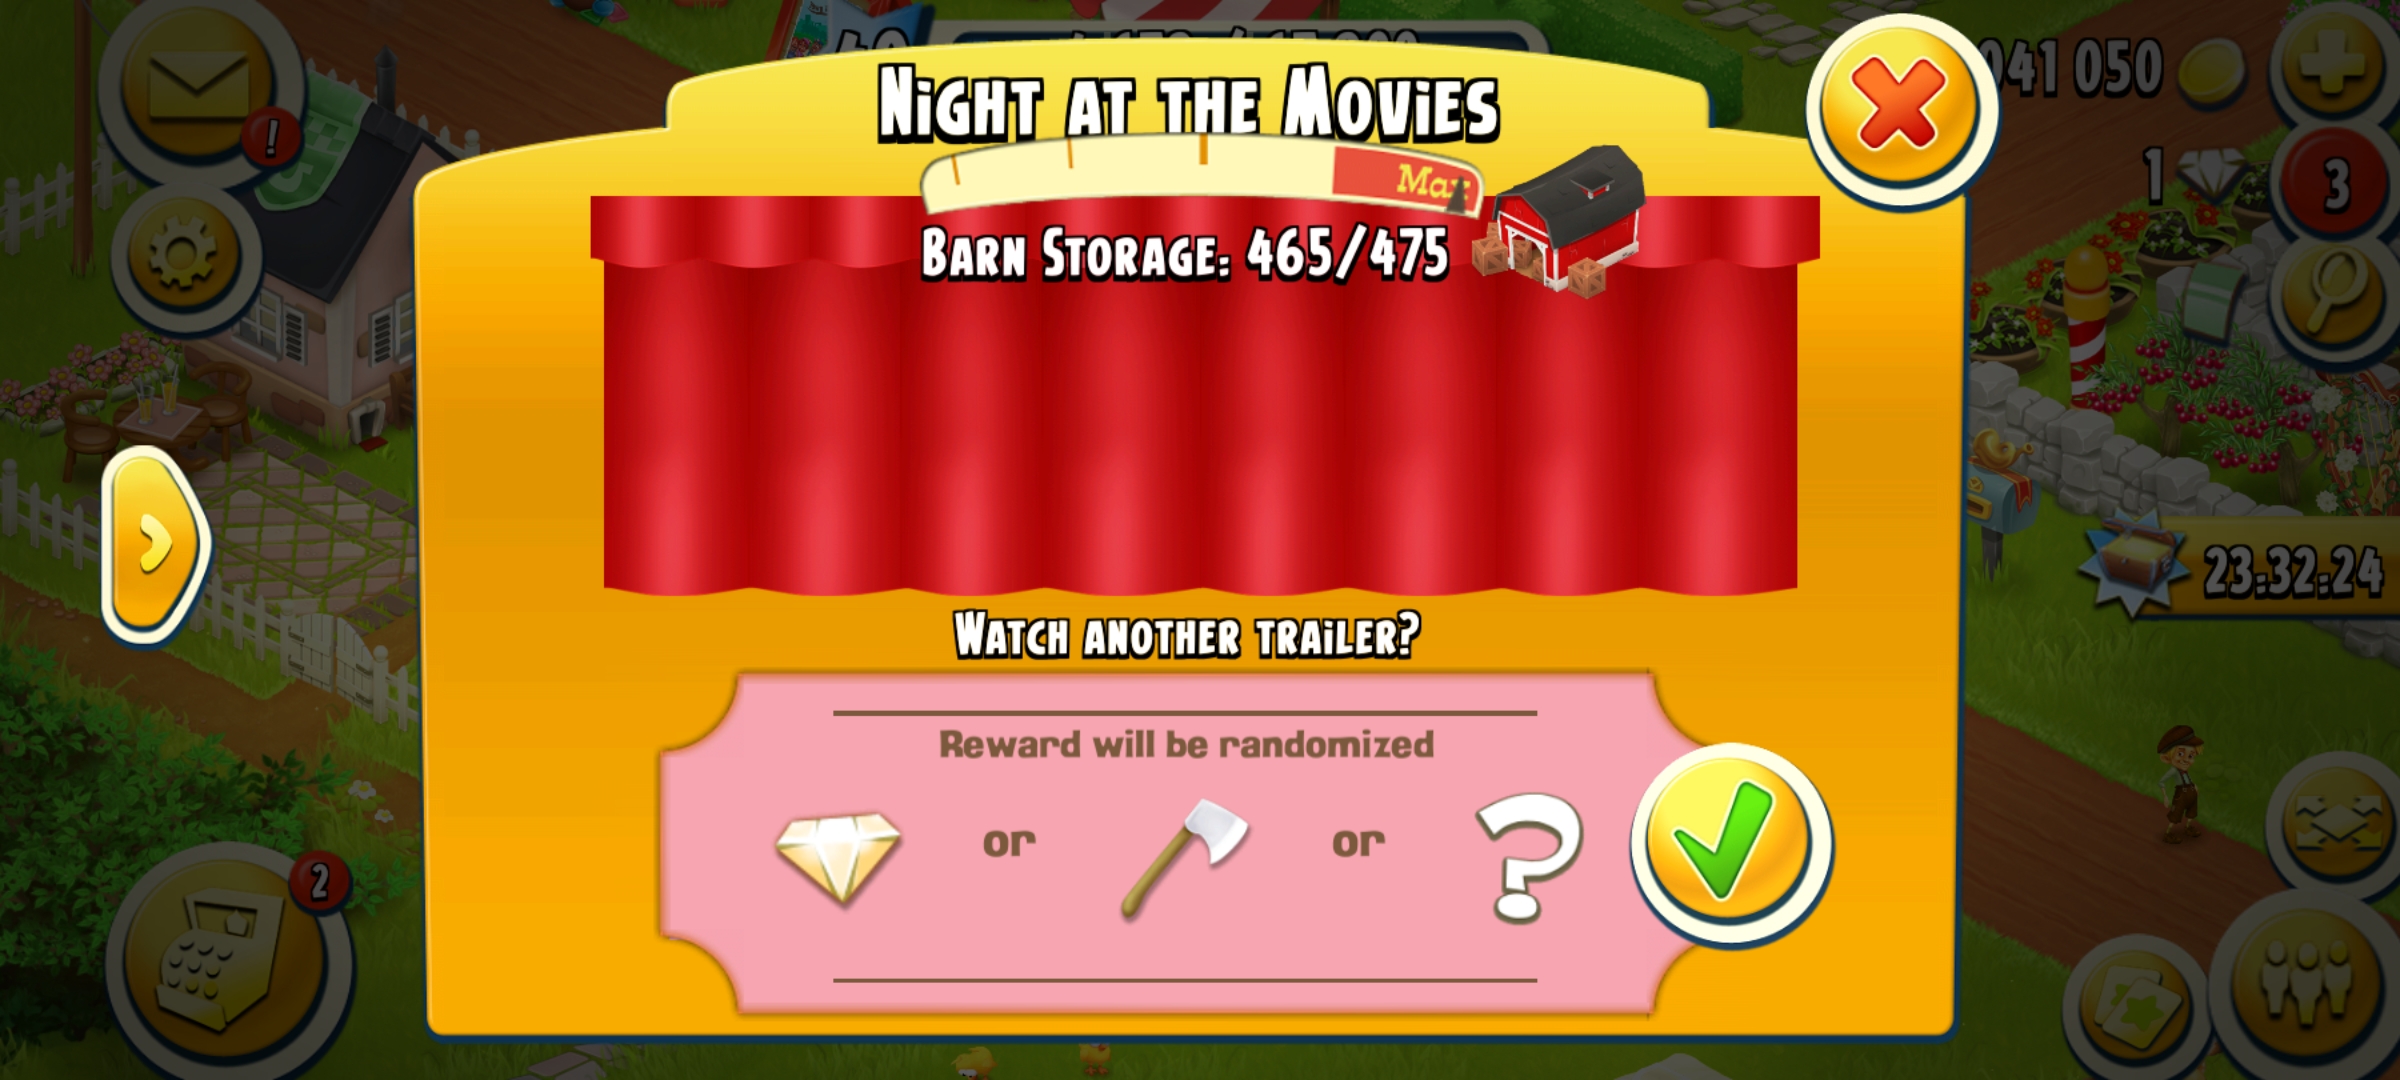 Night at the Movies
041 050
!
Max
1
3
Barn Storage: 465/475
23:32:24
Watch another trailer?
Reward will be randomized
or
or
2